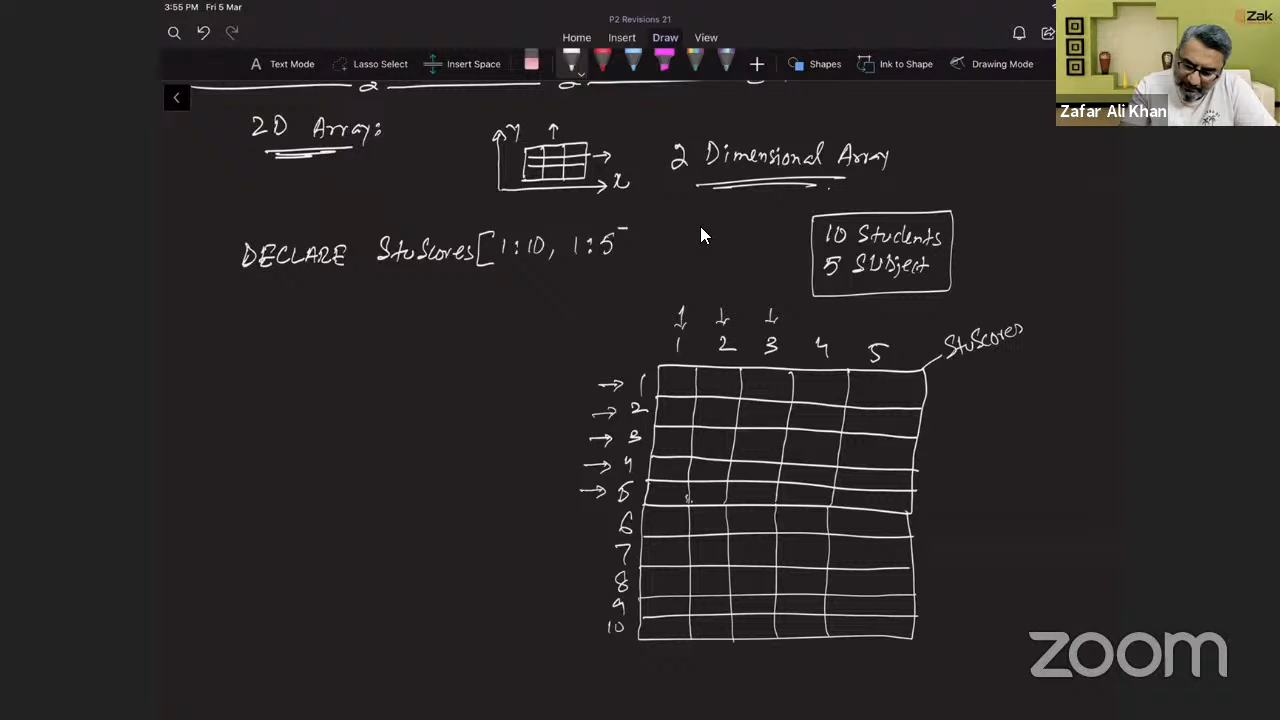 3:55 PM Fri 5 Mar
P2 Revisions 21
Home Insert Draw View
Text Mode Lasso Select Insert Space Shapes Ink to Shape Drawing Mode
Zak
Zafar Ali Khan
2D Array:
Y
X
2 Dimensional Array
DECLARE StuScores[1:10, 1:5
10 Students
5 Subject
1 2 3 4 5
StuScores
1
2
3
4
5
6
7
8
9
10
zoom